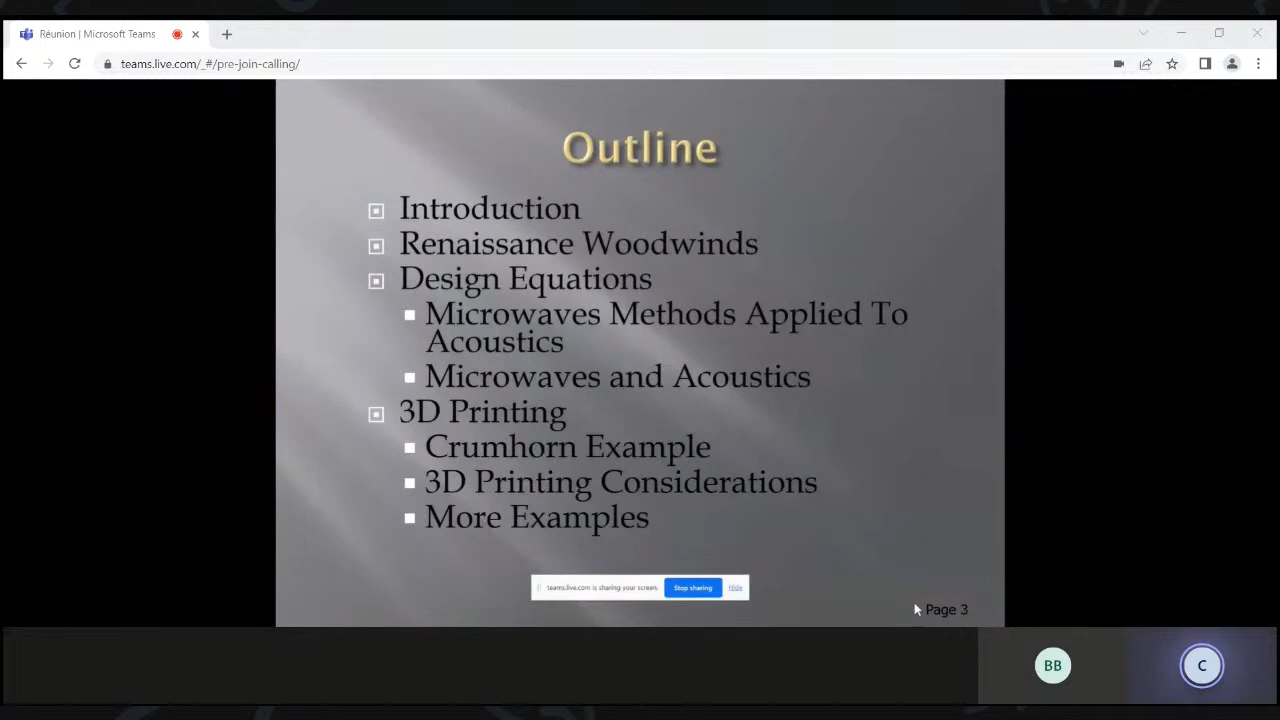 Réunion | Microsoft Teams
teams.live.com/_#/pre-join-calling/
Outline
Introduction
Renaissance Woodwinds
Design Equations
Microwaves Methods Applied To
Acoustics
Microwaves and Acoustics
3D Printing
Crumhorn Example
3D Printing Considerations
More Examples
teams.live.com is sharing your screen. Stop sharing Hide
Page 3
BB C